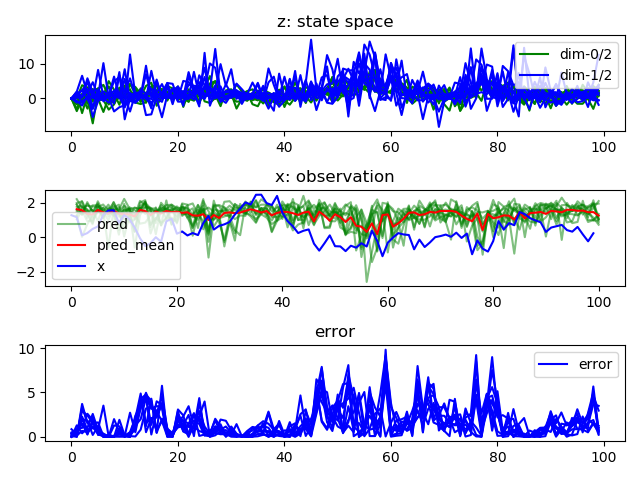 z: state space
10
0
dim-0/2
dim-1/2
0 20 40 60 80 100
x: observation
2
0
−2
pred
pred_mean
x
0 20 40 60 80 100
error
10
5
0
error
0 20 40 60 80 100